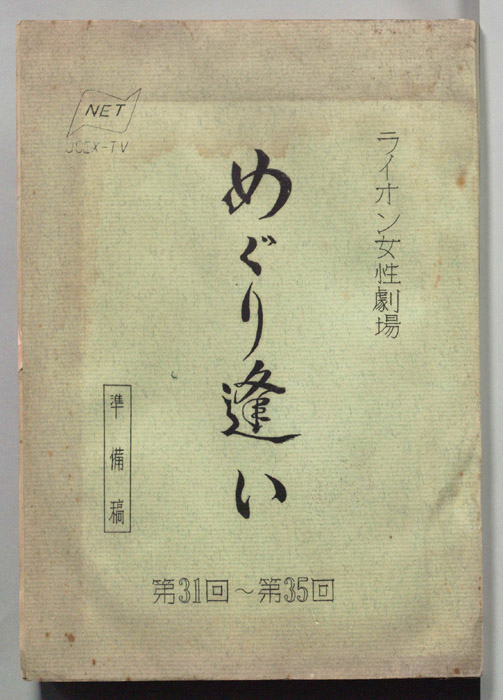 ライオン女性劇場
NET
JOEX-TV
めぐり逢い
準備稿
第31回～第35回